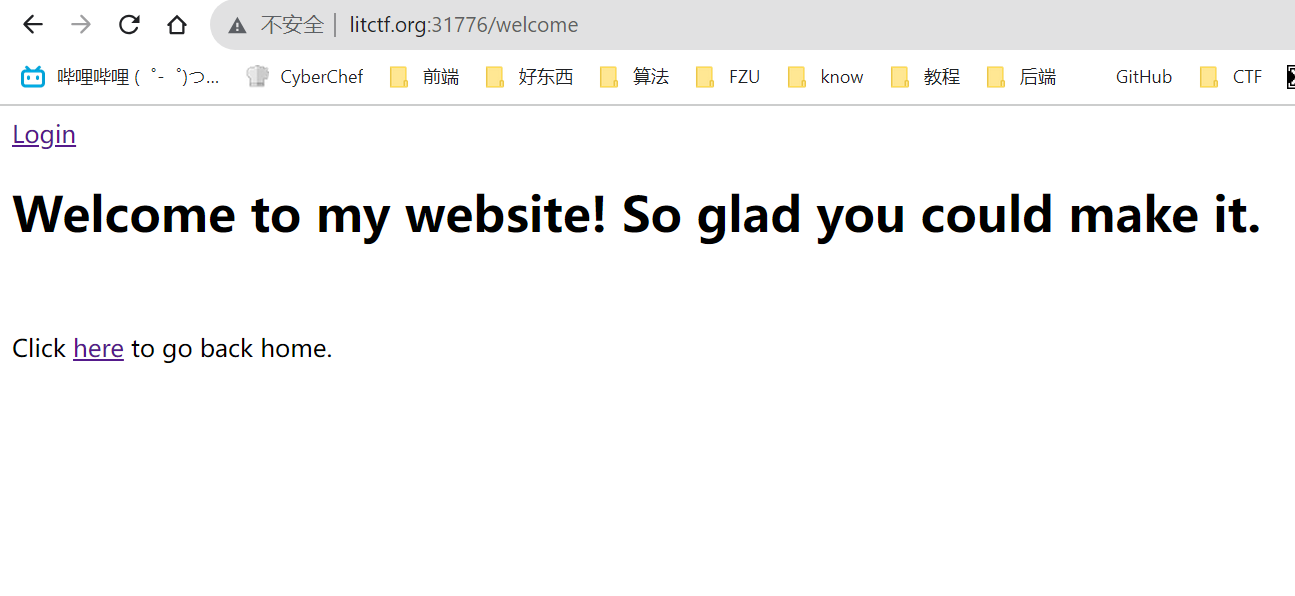 不安全 | litctf.org:31776/welcome
哔哩哔哩 ( ゜- ゜)つ... CyberChef 前端 好东西 算法 FZU know 教程 后端 GitHub CTF
Login
Welcome to my website! So glad you could make it.
Click here to go back home.